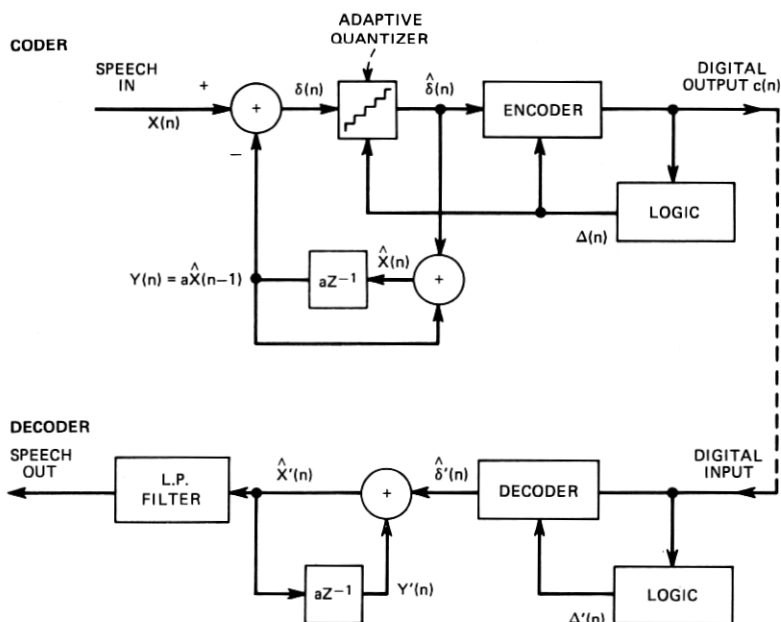 ADAPTIVE
QUANTIZER
CODER
SPEECH
IN
+
X(n)
+
−
δ(n)
δ̂(n)
ENCODER
DIGITAL
OUTPUT c(n)
LOGIC
Δ(n)
X̂(n)
Y(n) = aX̂(n−1)
aZ⁻¹
+
DECODER
SPEECH
OUT
L.P.
FILTER
X̂'(n)
+
δ̂'(n)
DECODER
DIGITAL
INPUT
aZ⁻¹
Y'(n)
LOGIC
Δ'(n)